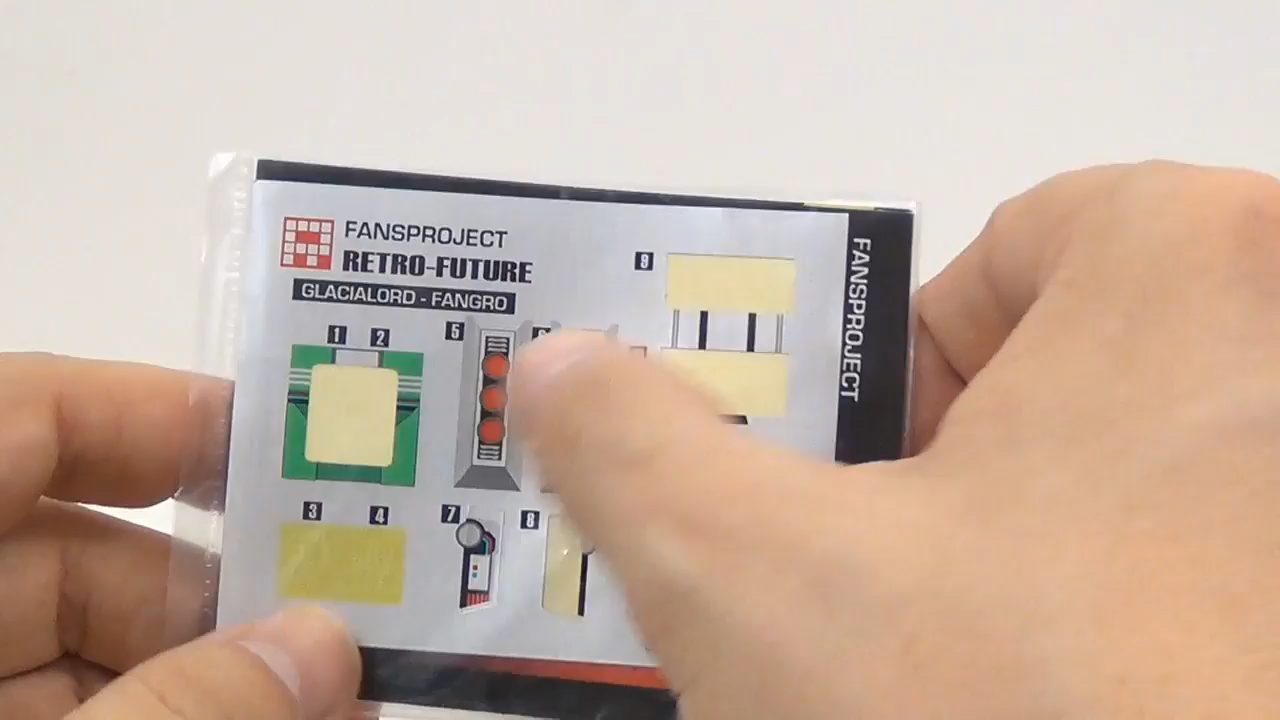 FANSPROJECT
RETRO-FUTURE
GLACIALORD - FANGRO
1 2
5
9
3 4
7
8
FANSPROJECT